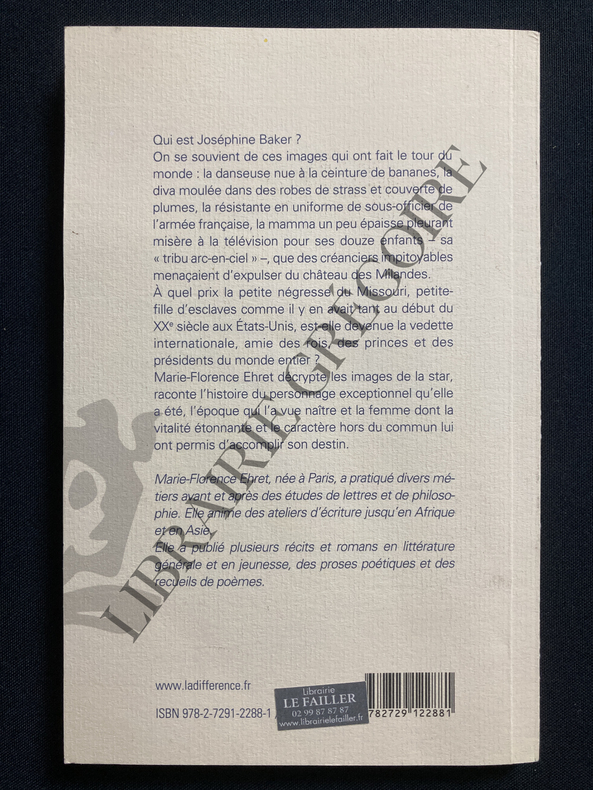 Qui est Joséphine Baker ?
On se souvient de ces images qui ont fait le tour du
monde : la danseuse nue à la ceinture de bananes, la
diva moulée dans des robes de strass et couverte de
plumes, la résistante en uniforme de sous-officier de
l'armée française, la mamma un peu épaisse pleurant
misère à la télévision pour ses douze enfants – sa
« tribu arc-en-ciel » –, que des créanciers impitoyables
menaçaient d'expulser du château des Milandes.
À quel prix la petite négresse du Missouri, petite-
fille d'esclaves comme il y en avait tant au début du
XXe siècle aux États-Unis, est-elle devenue la vedette
internationale, amie des rois, des princes et des
présidents du monde entier ?
Marie-Florence Ehret décrypte les images de la star,
raconte l'histoire du personnage exceptionnel qu'elle
a été, l'époque qui l'a vue naître et la femme dont la
vitalité étonnante et le caractère hors du commun lui
ont permis d'accomplir son destin.
Marie-Florence Ehret, née à Paris, a pratiqué divers mé-
tiers avant et après des études de lettres et de philoso-
phie. Elle anime des ateliers d'écriture jusqu'en Afrique
et en Asie.
Elle a publié plusieurs récits et romans en littérature
générale et en jeunesse, des proses poétiques et des
recueils de poèmes.
LIBRAIRIE GRÉGOIRE
www.ladifference.fr
ISBN 978-2-7291-2288-1
Librairie
LE FAILLER
02 99 87 87 87
www.librairielefailler.fr
782729 122881